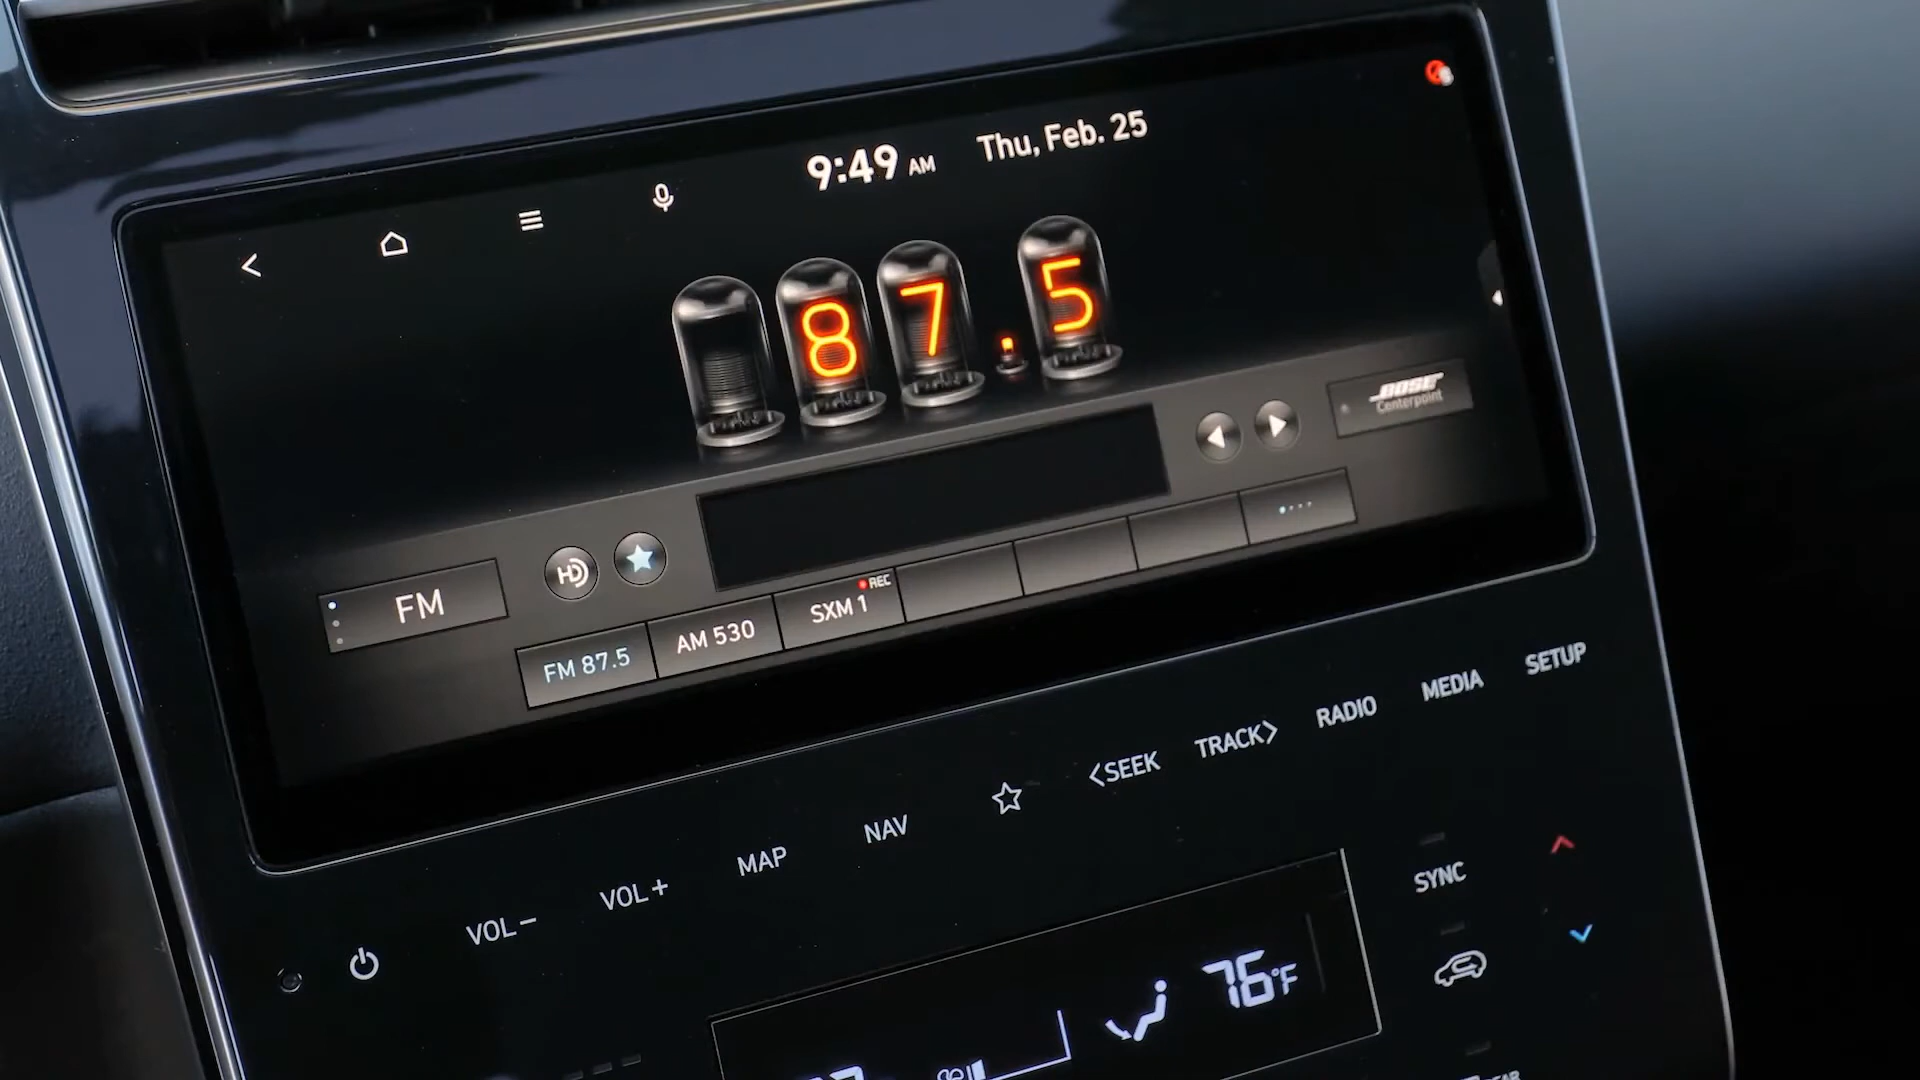 9:49 AM
Thu, Feb. 25
87.5
BOSE
Centerpoint
HD
FM
FM 87.5
AM 530
SXM 1
REC
VOL−
VOL+
MAP
NAV
<SEEK
TRACK>
RADIO
MEDIA
SETUP
SYNC
76°F